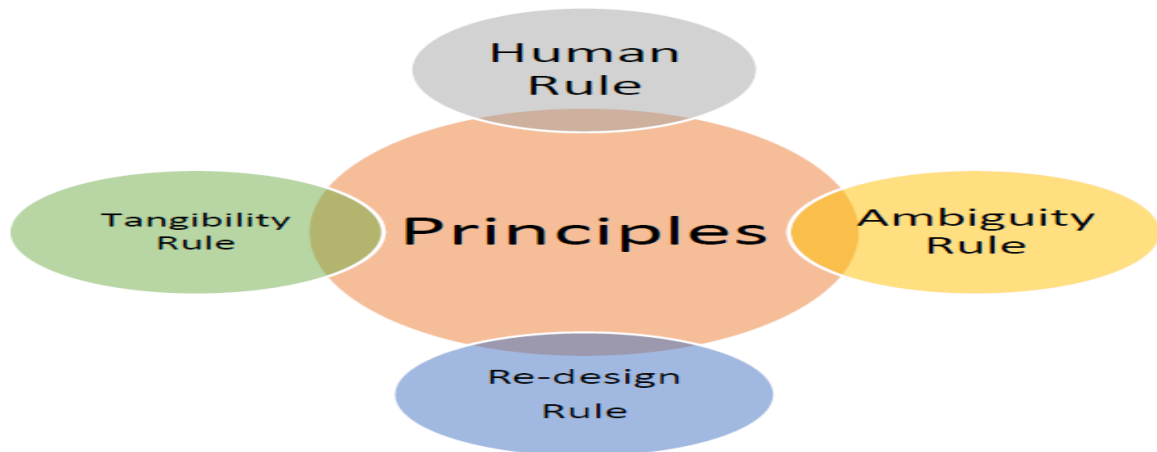 Human
Rule
Tangibility
Rule
Principles
Ambiguity
Rule
Re-design
Rule